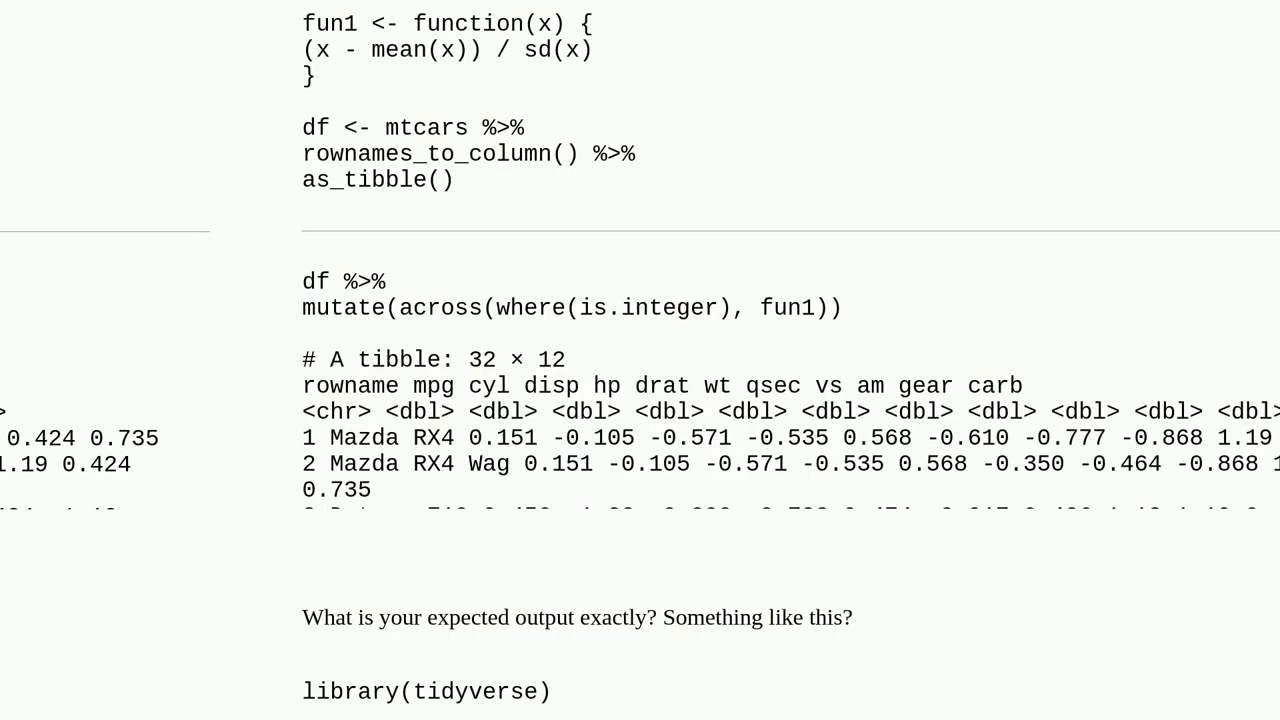 fun1 <- function(x) {
(x - mean(x)) / sd(x)
}
df <- mtcars %>%
rownames_to_column() %>%
as_tibble()
df %>%
mutate(across(where(is.integer), fun1))
# A tibble: 32 × 12
rowname mpg cyl disp hp drat wt qsec vs am gear carb
>
<chr> <dbl> <dbl> <dbl> <dbl> <dbl> <dbl> <dbl> <dbl> <dbl> <dbl> <dbl>
0.424 0.735
1 Mazda RX4 0.151 -0.105 -0.571 -0.535 0.568 -0.610 -0.777 -0.868 1.19
1.19 0.424
2 Mazda RX4 Wag 0.151 -0.105 -0.571 -0.535 0.568 -0.350 -0.464 -0.868 1
0.735
What is your expected output exactly? Something like this?
library(tidyverse)